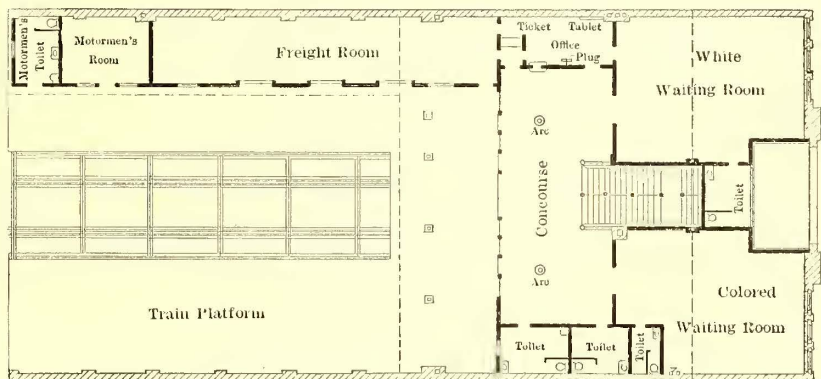 Motormen's
Toilet
Motormen's
Room
Freight Room
Ticket Tablet
Office
Plug
White
Waiting Room
Arc
Concourse
Toilet
Arc
Train Platform
Colored
Waiting Room
Toilet
Toilet
Toilet